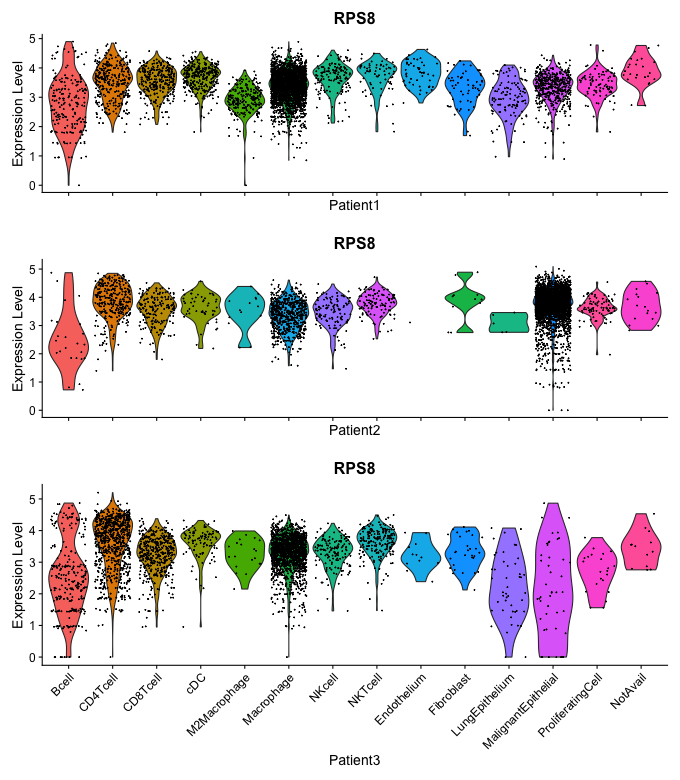 RPS8
Expression Level
5
4
3
2
1
0
Patient1
RPS8
Expression Level
5
4
3
2
1
0
Patient2
RPS8
Expression Level
5
4
3
2
1
0
Bcell
CD4Tcell
CD8Tcell
cDC
M2Macrophage
Macrophage
NKcell
NKTcell
Endothelium
Fibroblast
LungEpithelium
MalignantEpithelial
ProliferatingCell
NotAvail
Patient3